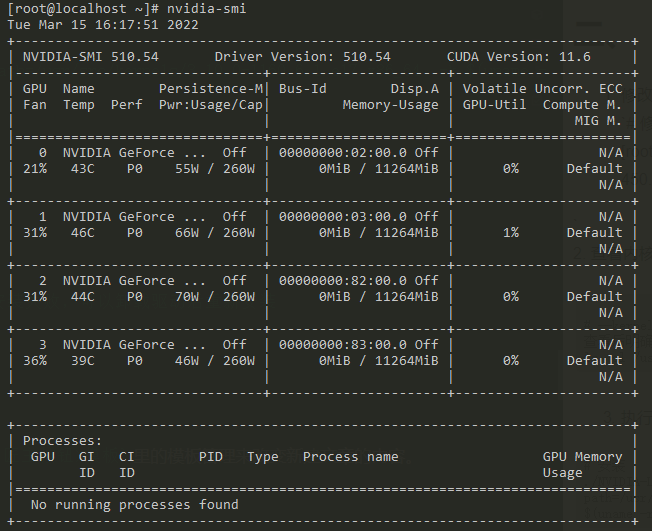 [root@localhost ~]# nvidia-smi
Tue Mar 15 16:17:51 2022
+-----------------------------------------------------------------------------+
| NVIDIA-SMI 510.54       Driver Version: 510.54       CUDA Version: 11.6     |
|-------------------------------+----------------------+----------------------+
| GPU  Name        Persistence-M| Bus-Id        Disp.A | Volatile Uncorr. ECC |
| Fan  Temp  Perf  Pwr:Usage/Cap|         Memory-Usage | GPU-Util  Compute M. |
|                               |                      |               MIG M. |
|===============================+======================+======================|
|   0  NVIDIA GeForce ...  Off  | 00000000:02:00.0 Off |                  N/A |
| 21%   43C    P0    55W / 260W |      0MiB / 11264MiB |      0%      Default |
|                               |                      |                  N/A |
+-------------------------------+----------------------+----------------------+
|   1  NVIDIA GeForce ...  Off  | 00000000:03:00.0 Off |                  N/A |
| 31%   46C    P0    66W / 260W |      0MiB / 11264MiB |      1%      Default |
|                               |                      |                  N/A |
+-------------------------------+----------------------+----------------------+
|   2  NVIDIA GeForce ...  Off  | 00000000:82:00.0 Off |                  N/A |
| 31%   44C    P0    70W / 260W |      0MiB / 11264MiB |      0%      Default |
|                               |                      |                  N/A |
+-------------------------------+----------------------+----------------------+
|   3  NVIDIA GeForce ...  Off  | 00000000:83:00.0 Off |                  N/A |
| 36%   39C    P0    46W / 260W |      0MiB / 11264MiB |      0%      Default |
|                               |                      |                  N/A |
+-------------------------------+----------------------+----------------------+

+-----------------------------------------------------------------------------+
| Processes:                                                                  |
|  GPU   GI   CI        PID   Type   Process name                  GPU Memory |
|        ID   ID                                                   Usage      |
|=============================================================================|
|  No running processes found                                                 |
+-----------------------------------------------------------------------------+